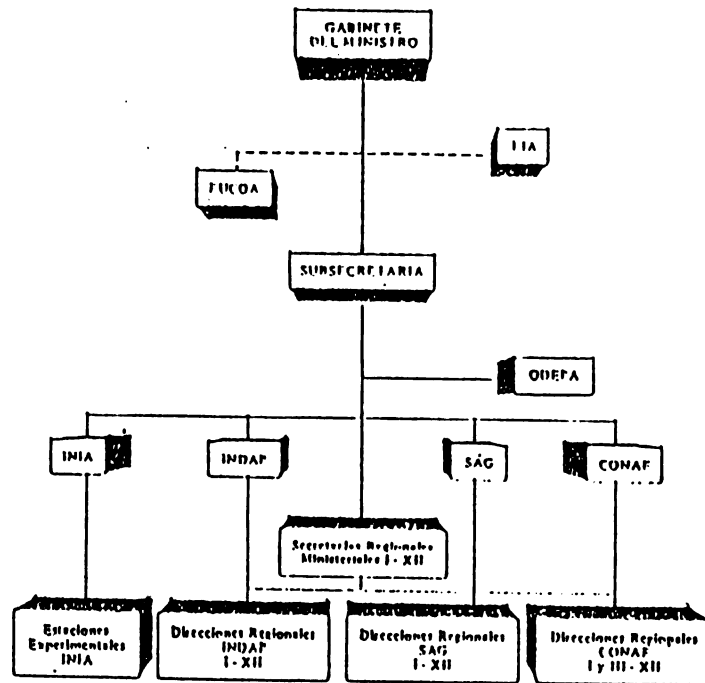 GABINETE
DEL MINISTRO
FUCOA
SUBSECRETARIA
ODEPA
INIA
INDAP
SAG
CONAF
Secretarías Regionales
Ministeriales I - XII
Estaciones
Experimentales
INIA
Direcciones Regionales
INDAP
I - XII
Direcciones Regionales
SAG
I - XII
Direcciones Regionales
CONAF
I y III - XII